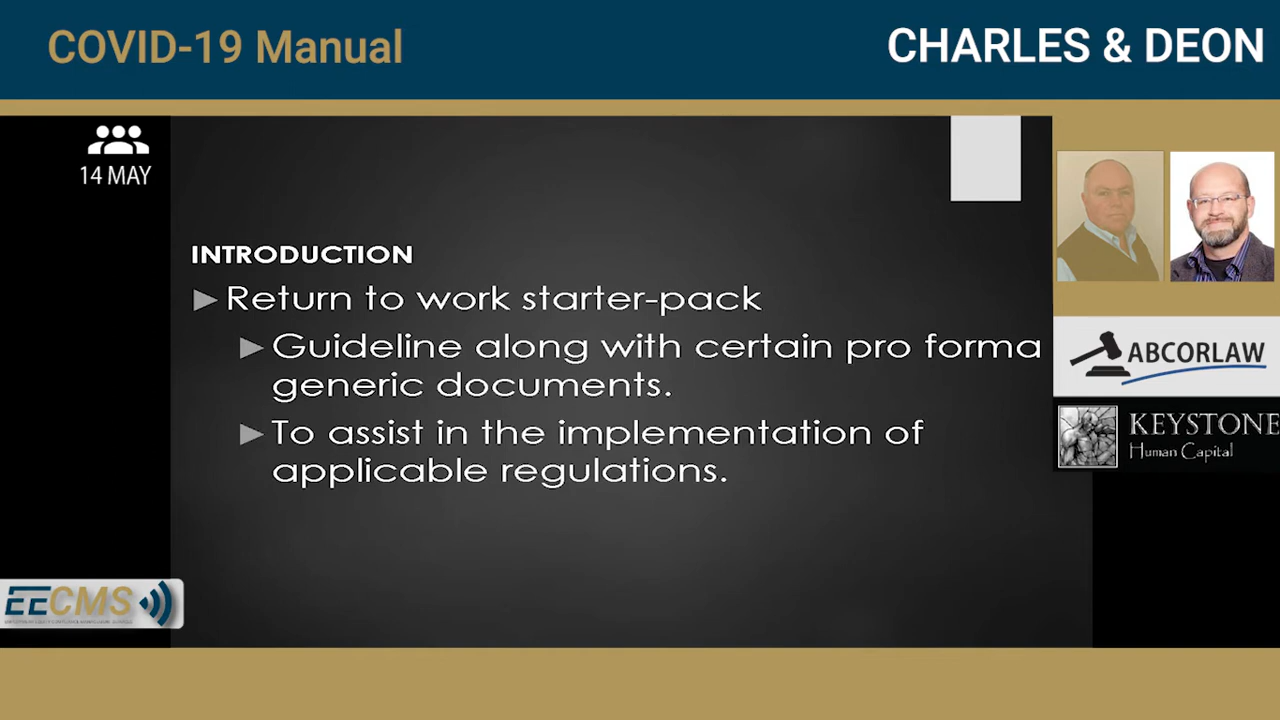 COVID-19 Manual
CHARLES & DEON
14 MAY
INTRODUCTION
Return to work starter-pack
Guideline along with certain pro forma
generic documents.
To assist in the implementation of
applicable regulations.
ABCORLAW
KEYSTONE
Human Capital
EECMS